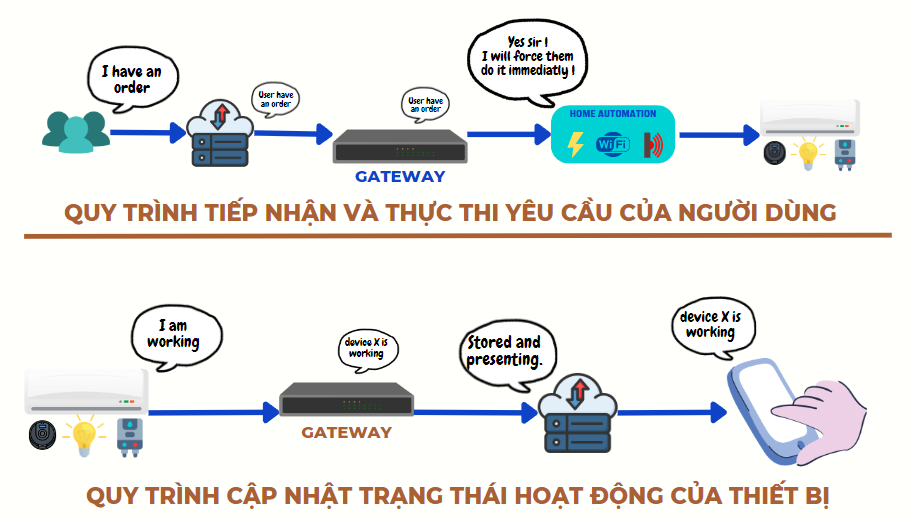 I have an
order
User have
an order
User have
an order
Yes sir !
I will force them
do it immediatly !
HOME AUTOMATION
WiFi
GATEWAY
QUY TRÌNH TIẾP NHẬN VÀ THỰC THI YÊU CẦU CỦA NGƯỜI DÙNG
I am
working
device X is
working
Stored and
presenting.
device X is
working
GATEWAY
QUY TRÌNH CẬP NHẬT TRẠNG THÁI HOẠT ĐỘNG CỦA THIẾT BỊ